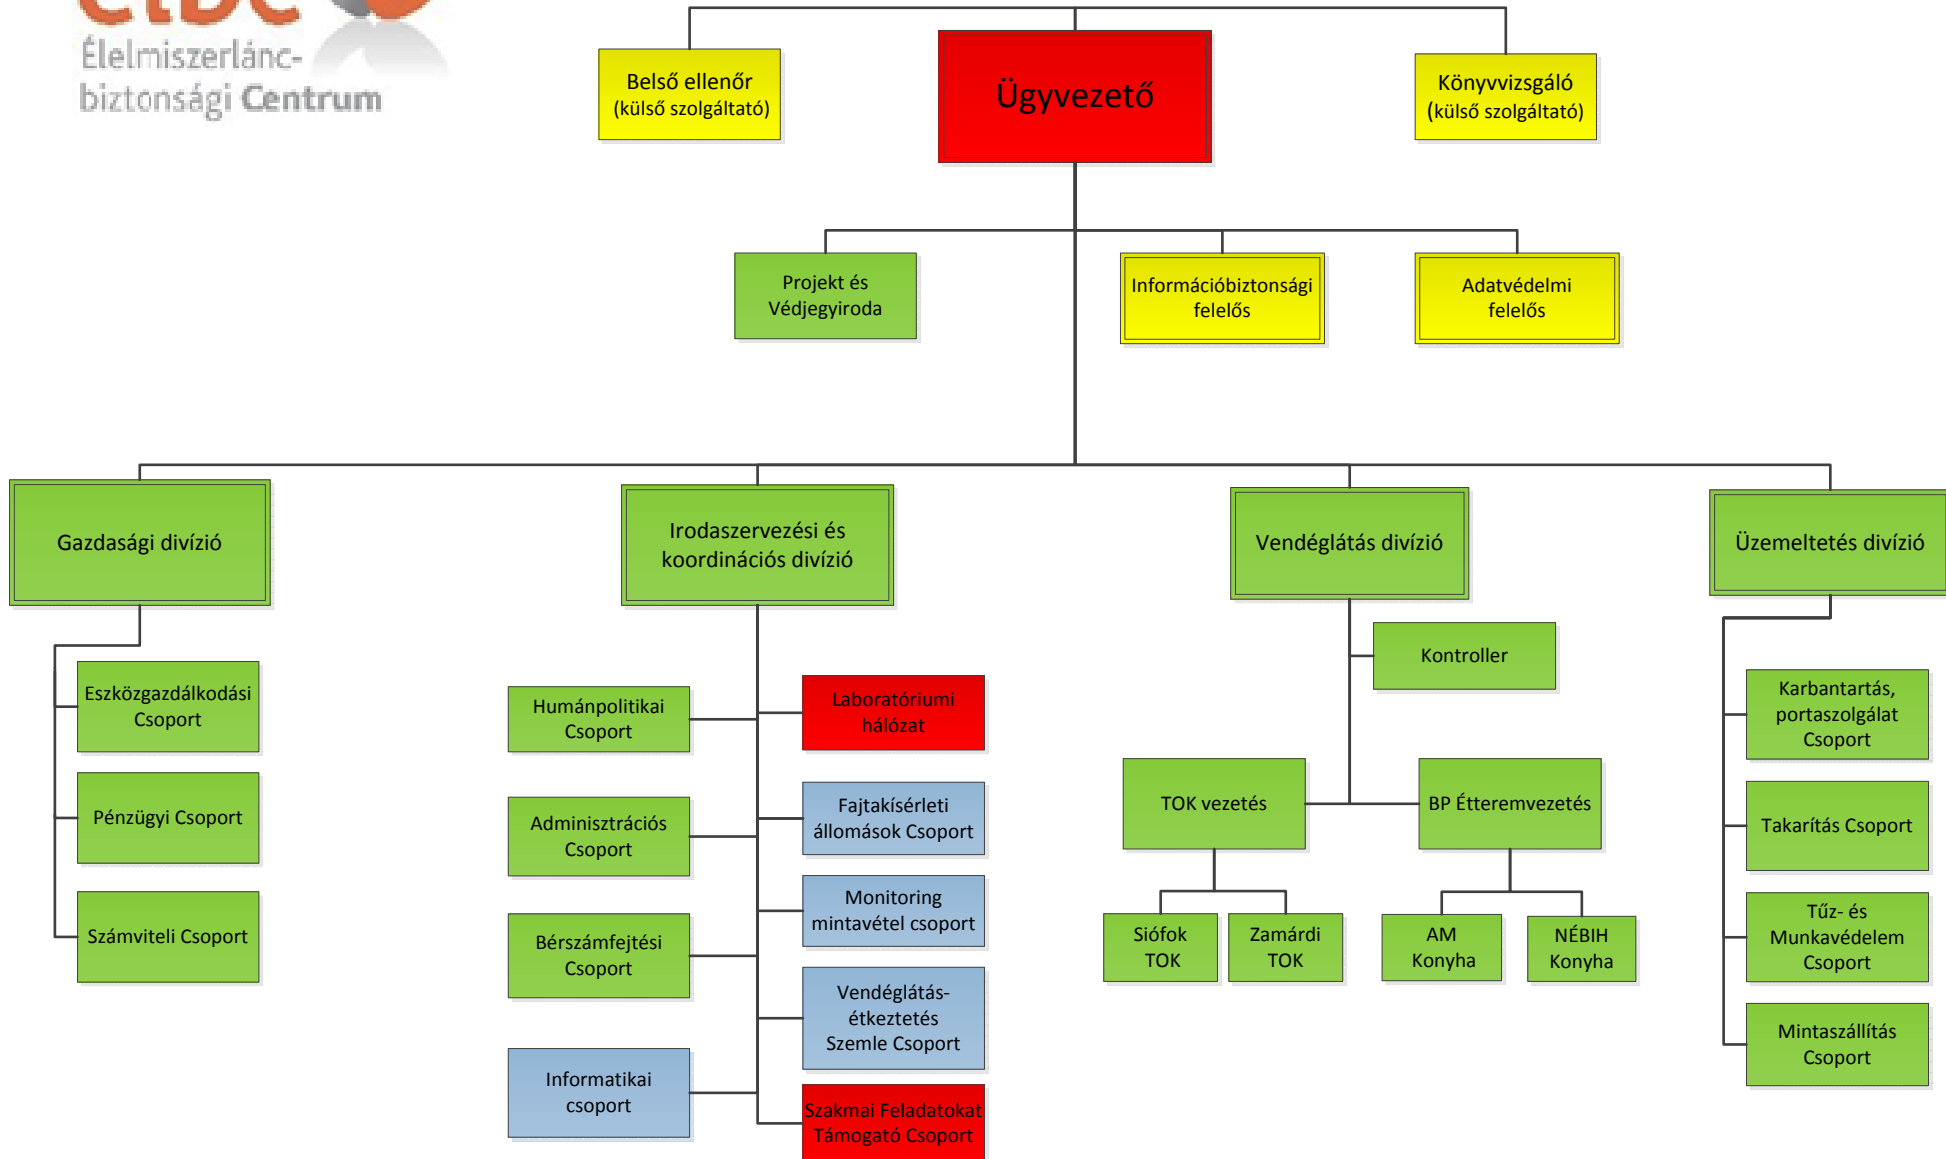 Élelmiszerlánc-
biztonsági Centrum
Belső ellenőr
(külső szolgáltató)
Ügyvezető
Könyvvizsgáló
(külső szolgáltató)
Projekt és
Védjegyiroda
Információbiztonsági
felelős
Adatvédelmi
felelős
Gazdasági divízió
Irodaszervezési és
koordinációs divízió
Vendéglátás divízió
Üzemeltetés divízió
Eszközgazdálkodási
Csoport
Pénzügyi Csoport
Számviteli Csoport
Humánpolitikai
Csoport
Adminisztrációs
Csoport
Bérszámfejtési
Csoport
Informatikai
csoport
Laboratóriumi
hálózat
Fajtakísérleti
állomások Csoport
Monitoring
mintavétel csoport
Vendéglátás-
étkeztetés
Szemle Csoport
Szakmai Feladatokat
Támogató Csoport
Kontroller
TOK vezetés
BP Étteremvezetés
Siófok
TOK
Zamárdi
TOK
AM
Konyha
NÉBIH
Konyha
Karbantartás,
portaszolgálat
Csoport
Takarítás Csoport
Tűz- és
Munkavédelem
Csoport
Mintaszállítás
Csoport